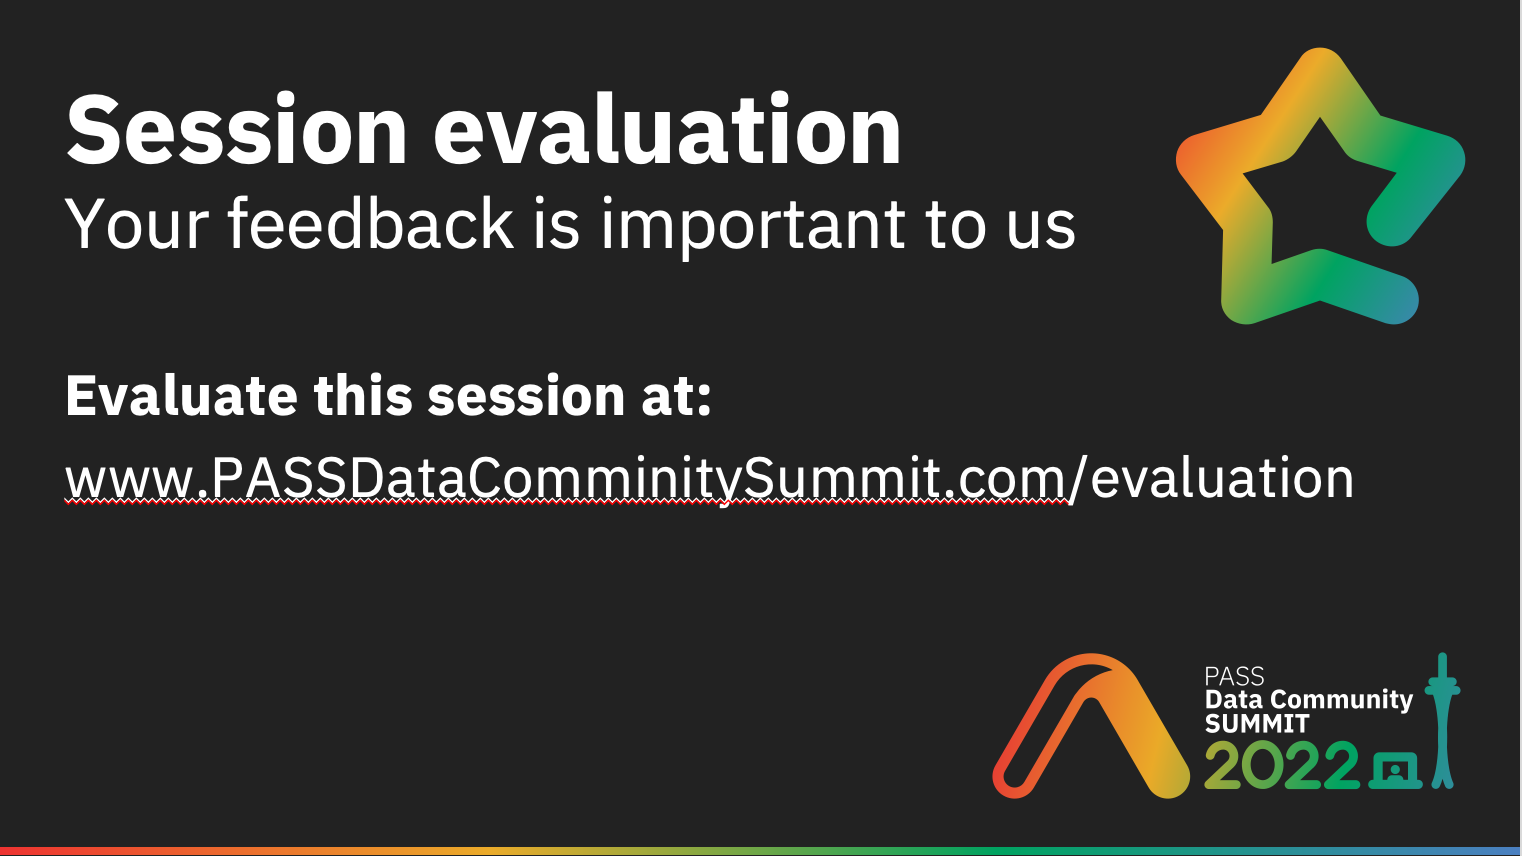 Session evaluation
Your feedback is important to us
Evaluate this session at:
www.PASSDataComminitySummit.com/evaluation
PASS
Data Community
SUMMIT
2022